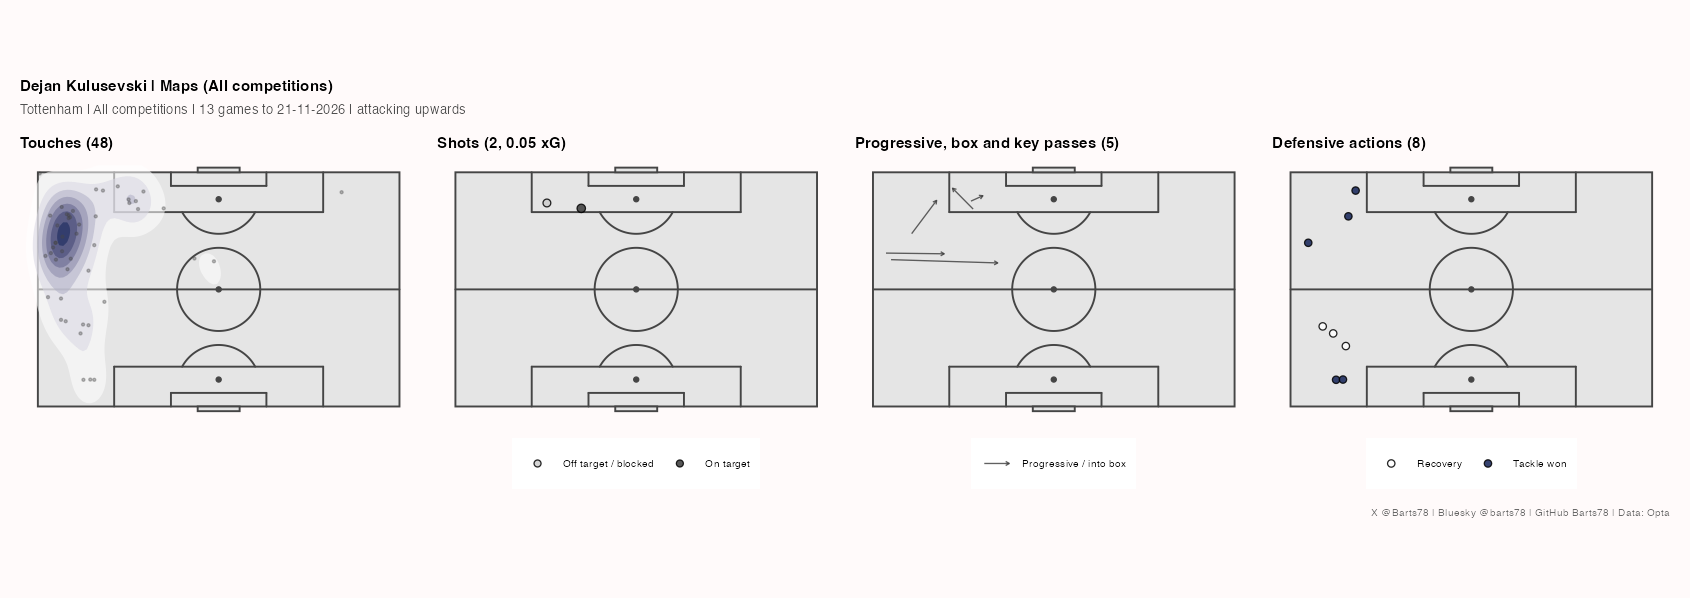 Dejan Kulusevski | Maps (All competitions)
Tottenham | All competitions | 13 games to 21-11-2026 | attacking upwards
Touches (48)
Shots (2, 0.05 xG)
Progressive, box and key passes (5)
Defensive actions (8)
Off target / blocked
On target
Progressive / into box
Recovery
Tackle won
X @Barts78 | Bluesky @barts78 | GitHub Barts78 | Data: Opta